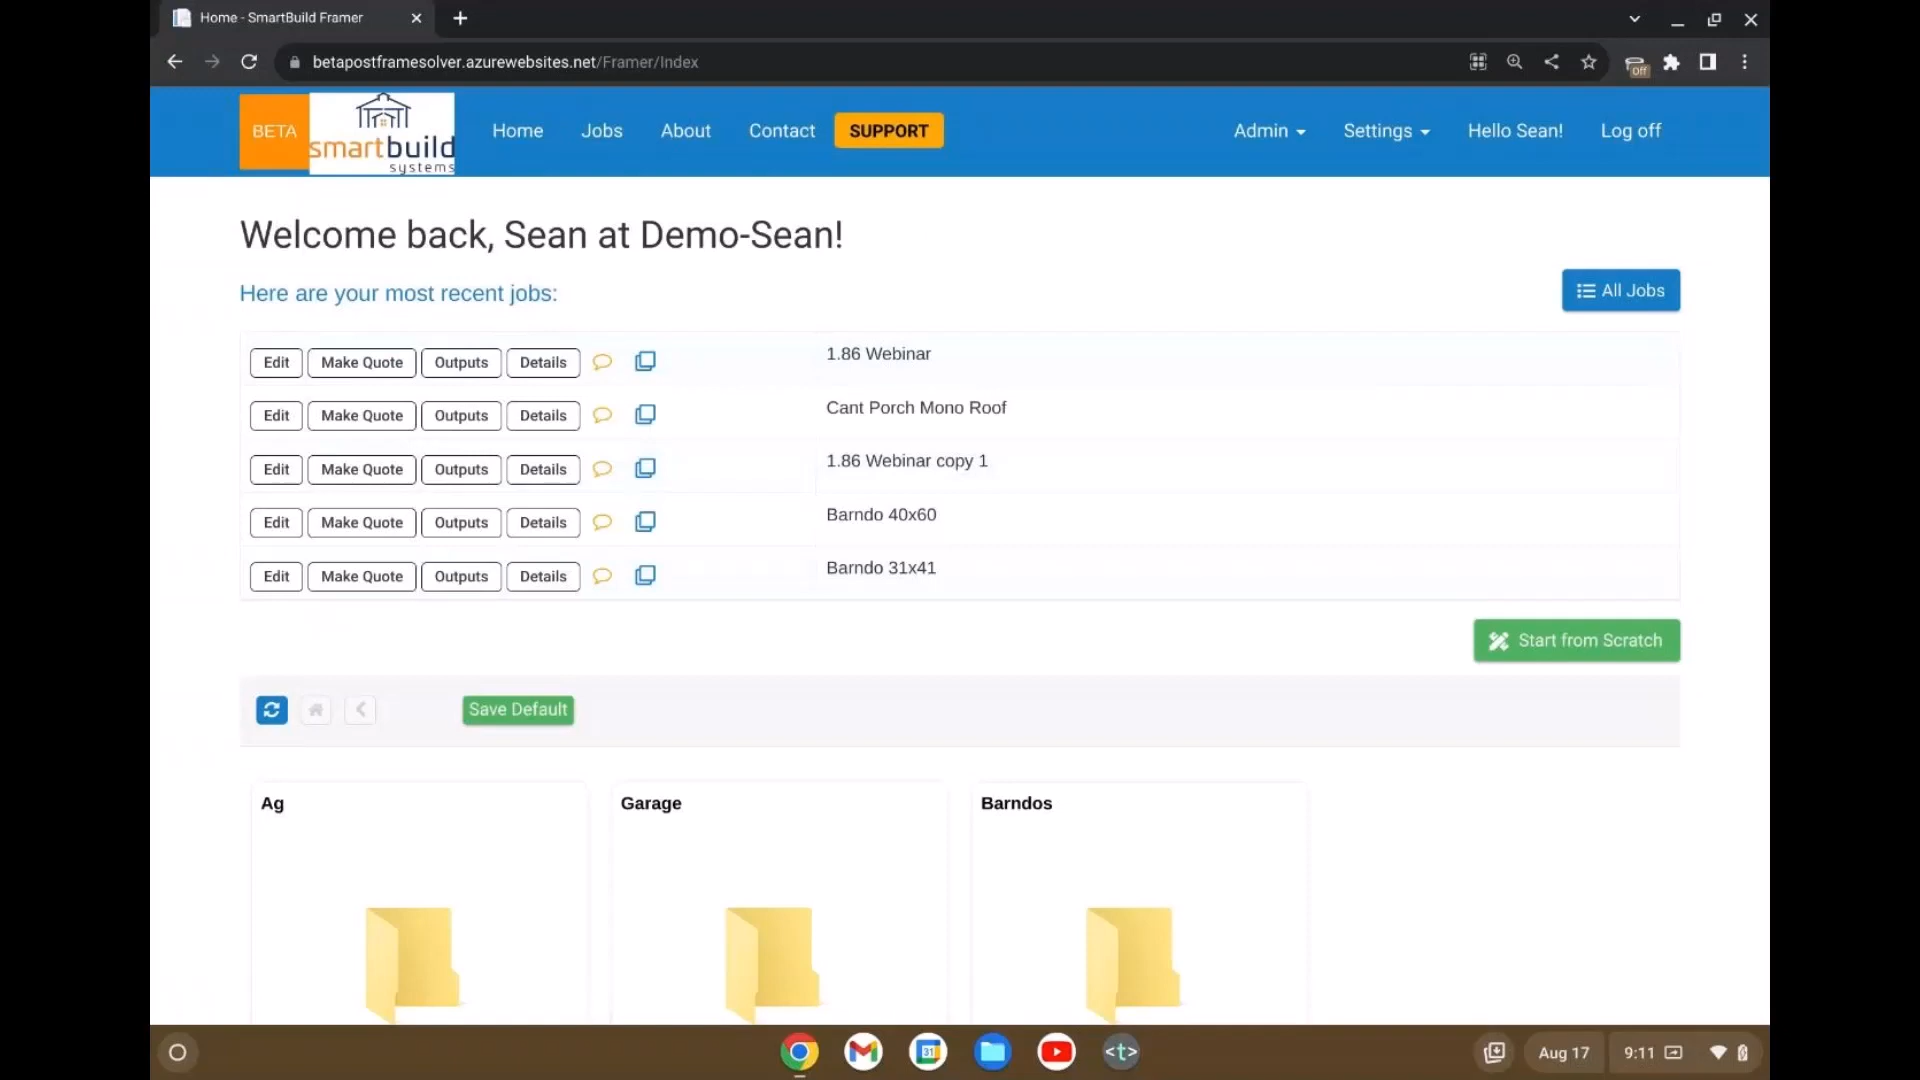 Home - SmartBuild Framer
betapostframesolver.azurewebsites.net/Framer/Index
Off
BETA
smartbuild
systems
Home
Jobs
About
Contact
SUPPORT
Admin
Settings
Hello Sean!
Log off
Welcome back, Sean at Demo-Sean!
Here are your most recent jobs:
All Jobs
Edit Make Quote Outputs Details 1.86 Webinar
Edit Make Quote Outputs Details Cant Porch Mono Roof
Edit Make Quote Outputs Details 1.86 Webinar copy 1
Edit Make Quote Outputs Details Barndo 40x60
Edit Make Quote Outputs Details Barndo 31x41
Start from Scratch
Save Default
Ag
Garage
Barndos
31
<t>
Aug 17
9:11